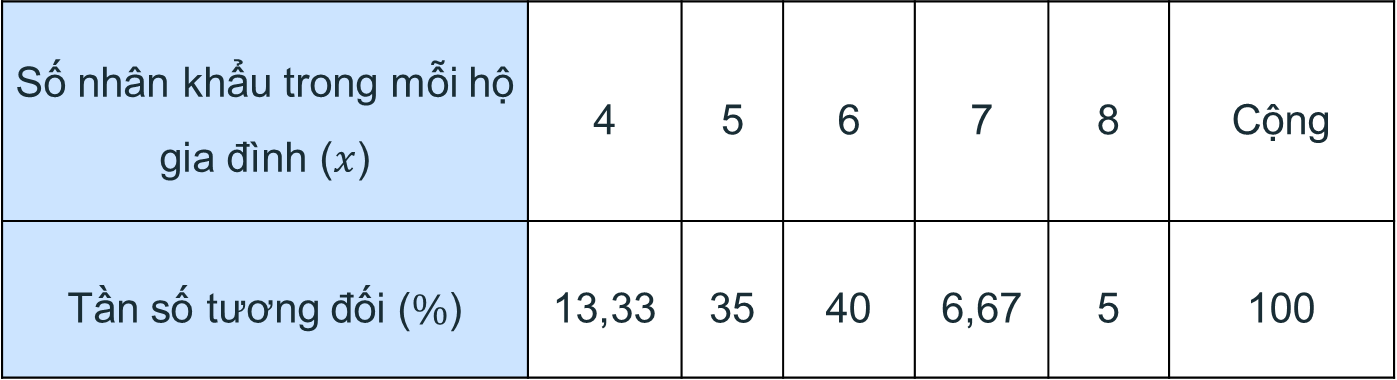 Số nhân khẩu trong mỗi hộ
gia đình (x)
4 5 6 7 8 Cộng
Tần số tương đối (%) 13,33 35 40 6,67 5 100